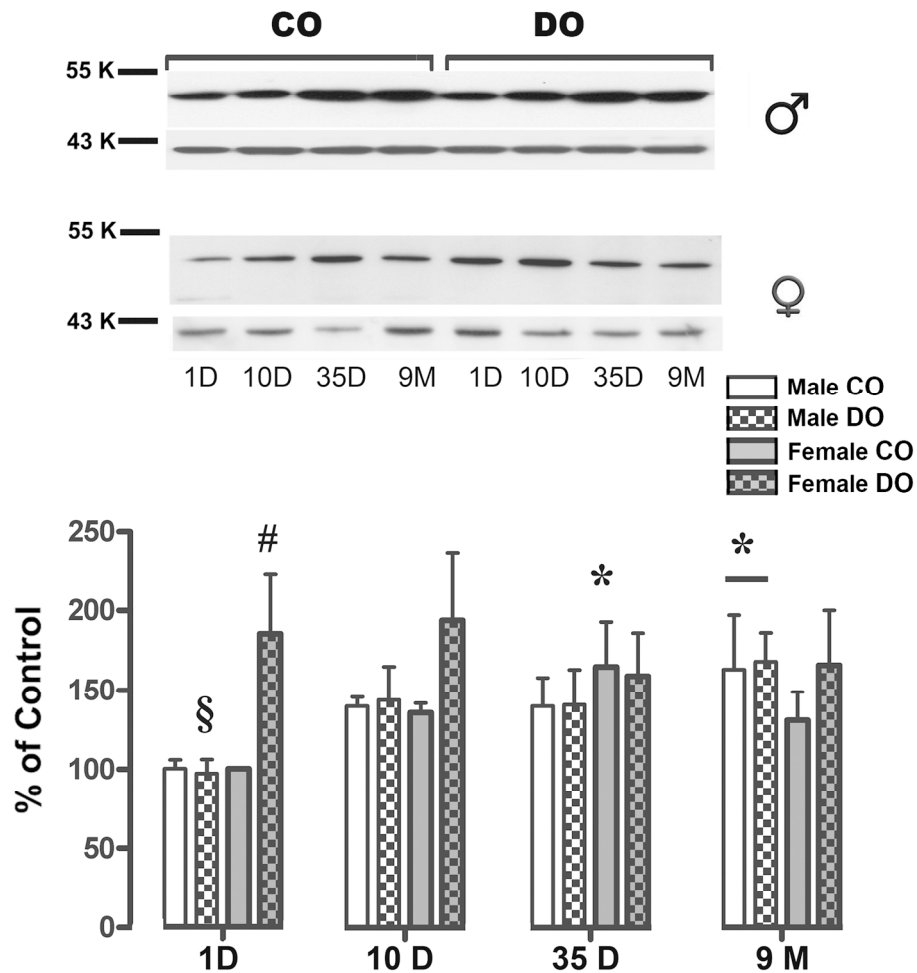 CO DO
55 K
♂
43 K
55 K
♀
43 K
1D 10D 35D 9M 1D 10D 35D 9M
Male CO
Male DO
Female CO
Female DO
% of Control
250
200
150
100
50
0
§ # * *
1D 10 D 35 D 9 M